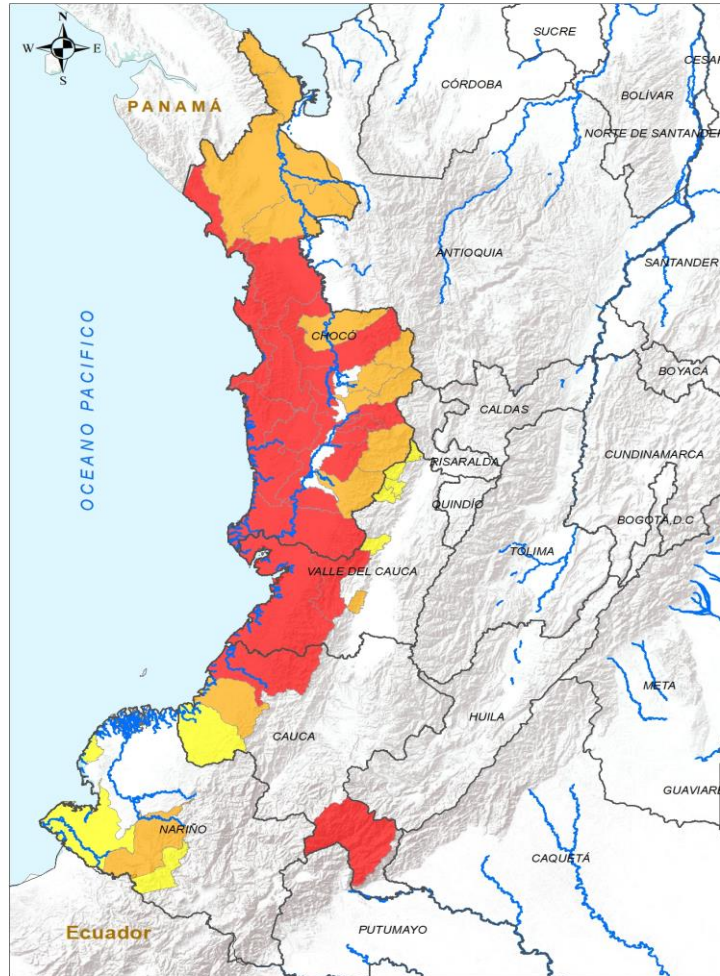 N
W E
S
SUCRE
CESAR
CÓRDOBA
BOLÍVAR
PANAMÁ
NORTE DE SANTANDER
ANTIOQUIA
SANTANDER
OCEANO PACIFICO
CHOCÓ
BOYACÁ
CALDAS
CUNDINAMARCA
RISARALDA
QUINDÍO
BOGOTÁ, D.C
TOLIMA
VALLE DEL CAUCA
META
HUILA
CAUCA
GUAVIARE
NARIÑO
CAQUETÁ
Ecuador
PUTUMAYO